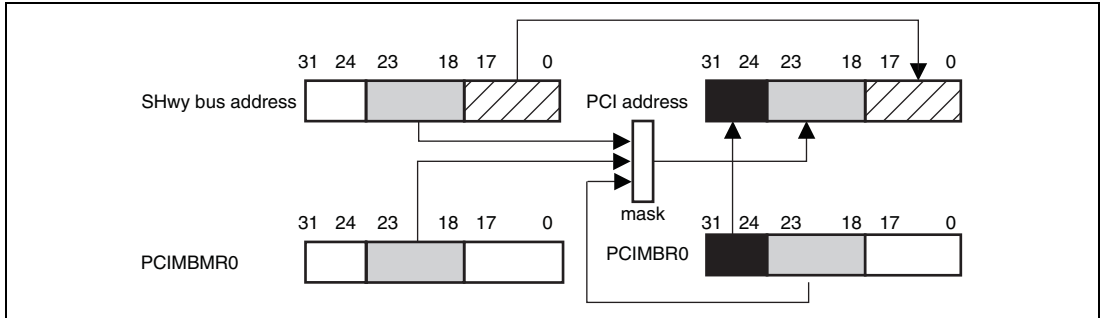 31 24 23 18 17 0 31 24 23 18 17 0
SHwy bus address PCI address
mask
31 24 23 18 17 0 31 24 23 18 17 0
PCIMBMR0 PCIMBR0